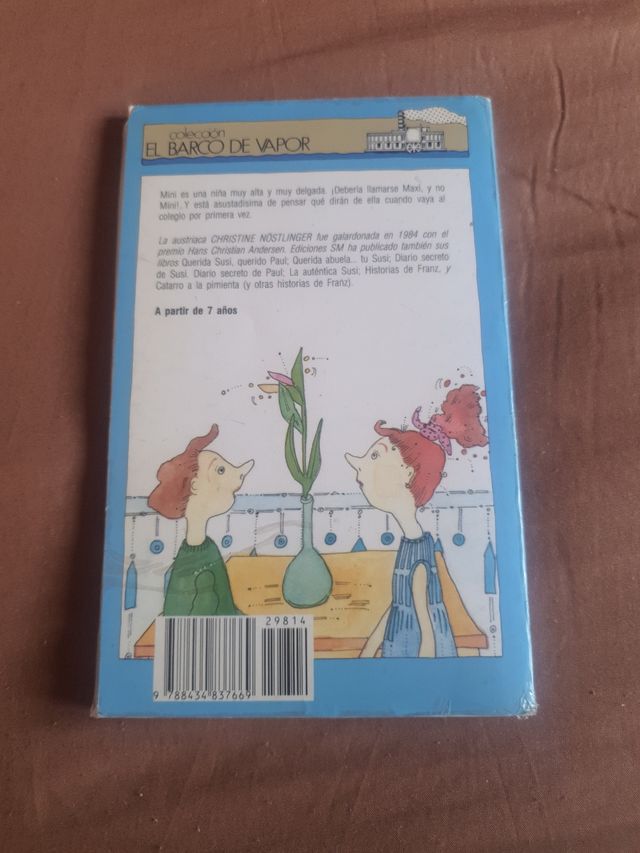 colección
EL BARCO DE VAPOR
Mini es una niña muy alta y muy delgada. ¡Debería llamarse Maxi, y no
Mini! Y está asustadísima de pensar qué dirán de ella cuando vaya al
colegio por primera vez.
La austriaca CHRISTINE NÖSTLINGER fue galardonada en 1984 con el
premio Hans Christian Andersen. Ediciones SM ha publicado también sus
libros Querida Susi, querido Paul; Querida abuela... tu Susi; Diario secreto
de Susi. Diario secreto de Paul; La auténtica Susi; Historias de Franz, y
Catarro a la pimienta (y otras historias de Franz).
A partir de 7 años
29814
9 788434 837669